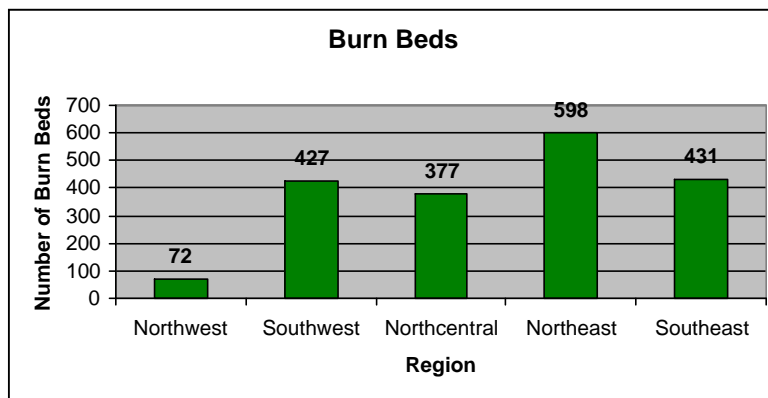 Burn Beds
Number of Burn Beds
700
600
500
400
300
200
100
0
72
427
377
598
431
Northwest
Southwest
Northcentral
Northeast
Southeast
Region